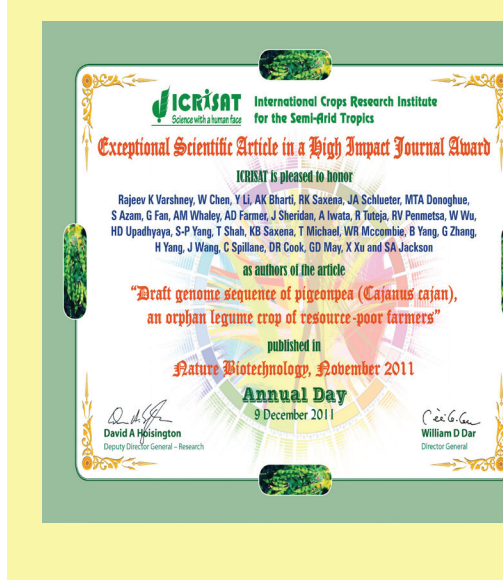 ICRISAT
Science with a human face
International Crops Research Institute
for the Semi-Arid Tropics
Exceptional Scientific Article in a High Impact Journal Award
ICRISAT is pleased to honor
Rajeev K Varshney, W Chen, Y Li, AK Bharti, RK Saxena, JA Schlueter, MTA Donoghue,
S Azam, G Fan, AM Whaley, AD Farmer, J Sheridan, A Iwata, R Tuteja, RV Penmetsa, W Wu,
HD Upadhyaya, S-P Yang, T Shah, KB Saxena, T Michael, WR Mccombie, B Yang, G Zhang,
H Yang, J Wang, C Spillane, DR Cook, GD May, X Xu and SA Jackson
as authors of the article
“Draft genome sequence of pigeonpea (Cajanus cajan),
an orphan legume crop of resource-poor farmers”
published in
Nature Biotechnology, November 2011
Annual Day
9 December 2011
David A Hoisington
Deputy Director General – Research
William D Dar
Director General